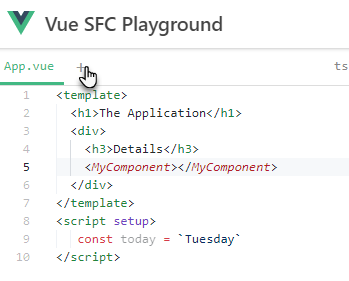 Vue SFC Playground
App.vue + ts
1 <template>
2 <h1>The Application</h1>
3 <div>
4 <h3>Details</h3>
5 <MyComponent></MyComponent>
6 </div>
7 </template>
8 <script setup>
9 const today = `Tuesday`
10 </script>